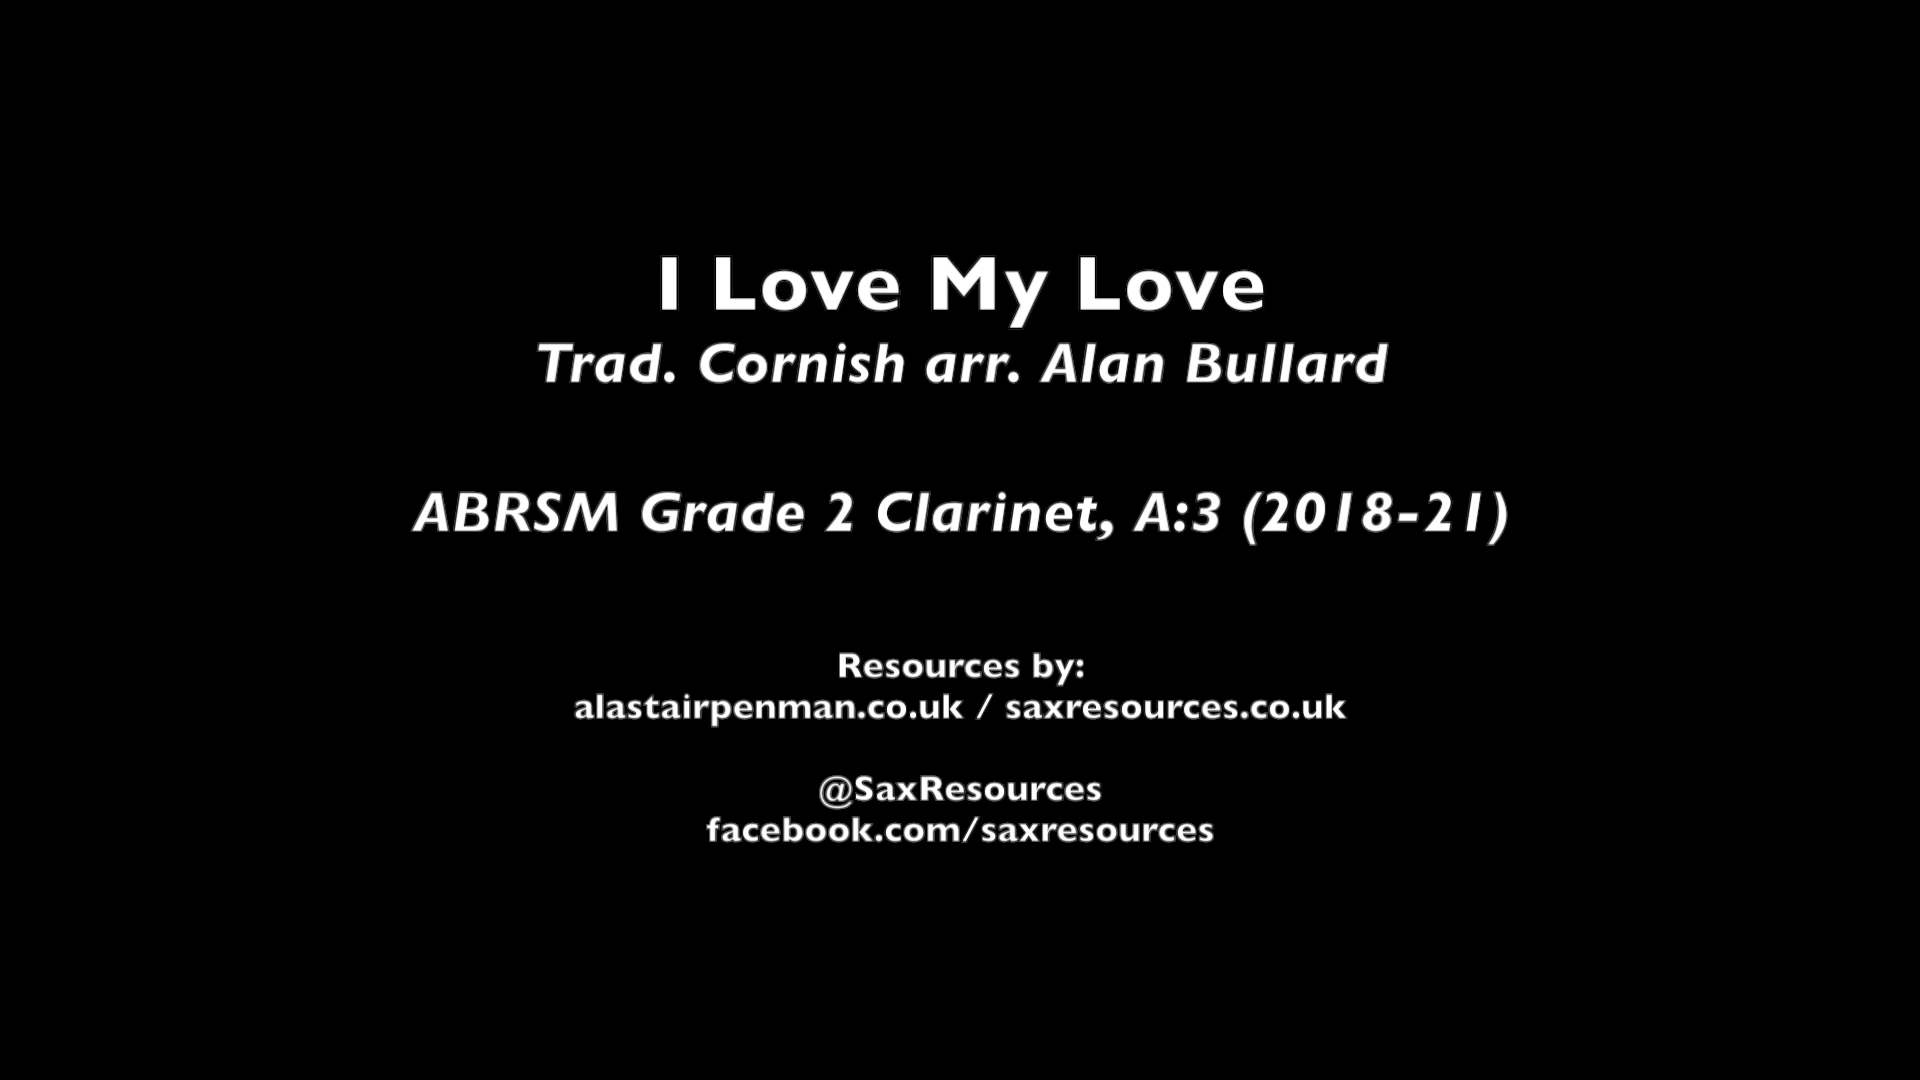 I Love My Love
Trad. Cornish arr. Alan Bullard
ABRSM Grade 2 Clarinet, A:3 (2018-21)
Resources by:
alastairpenman.co.uk / saxresources.co.uk
@SaxResources
facebook.com/saxresources